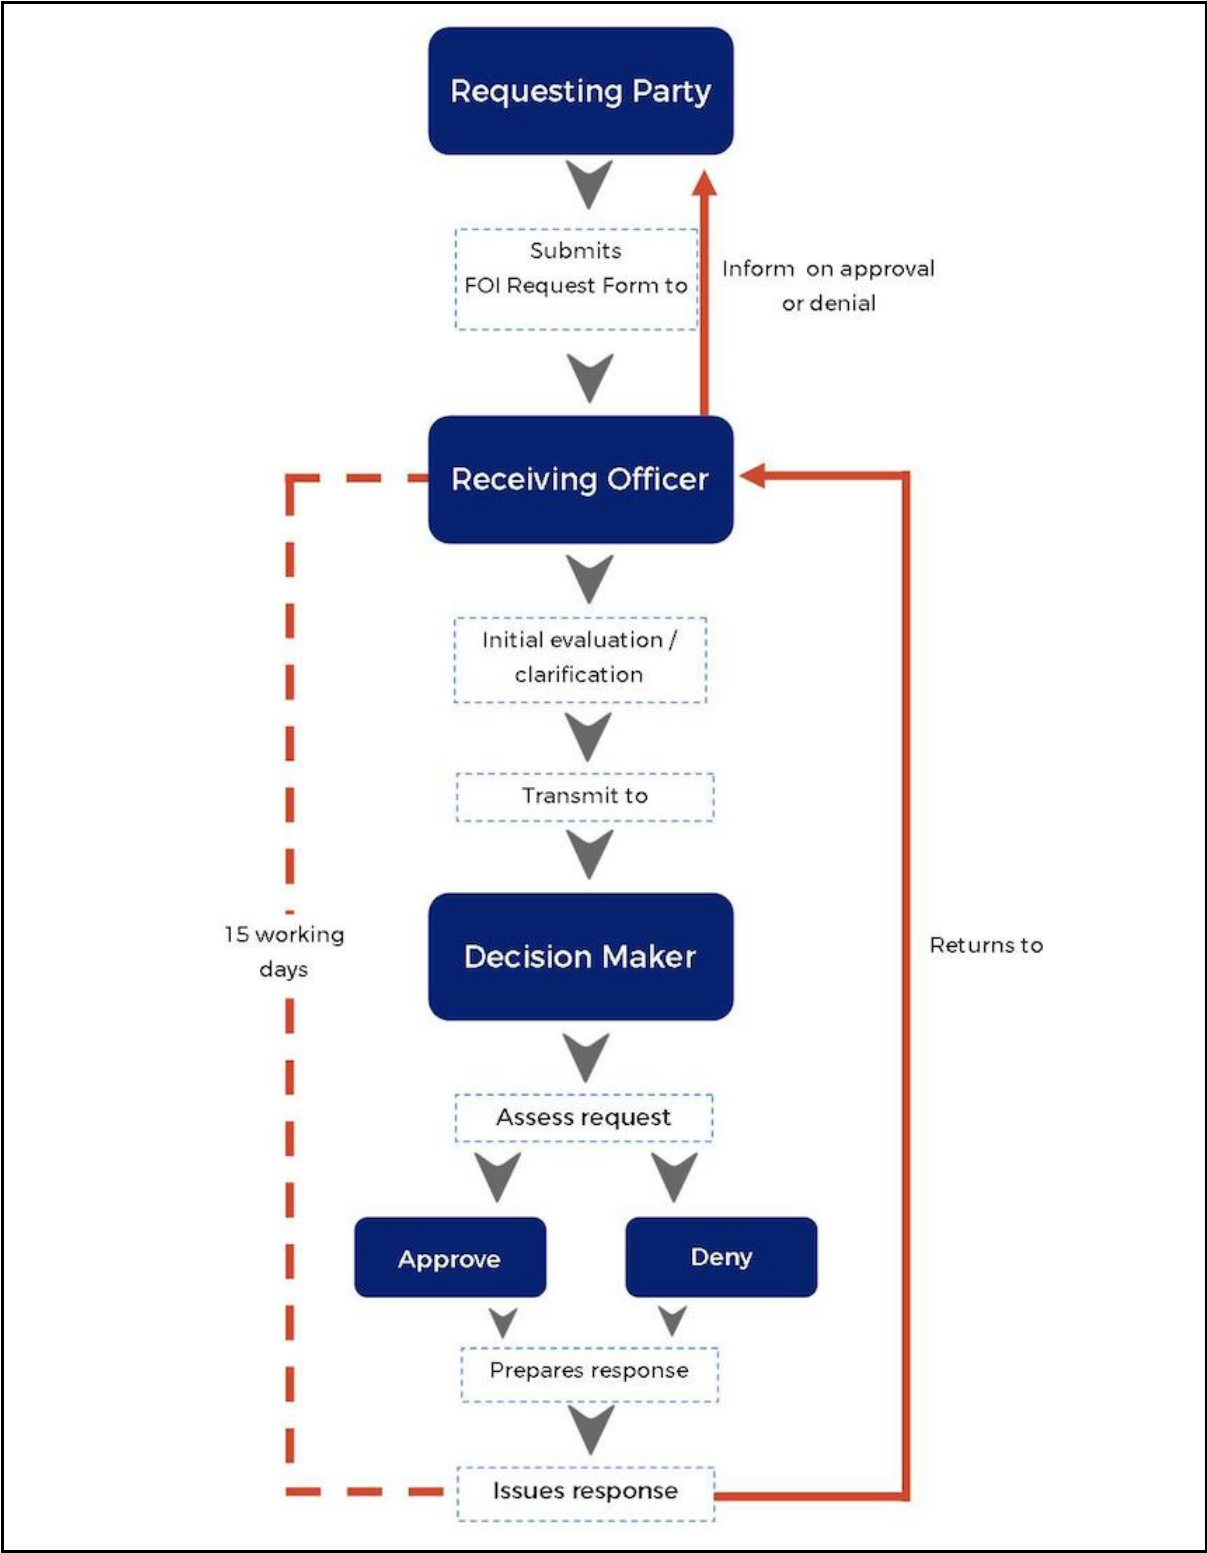 Requesting Party
Submits
FOI Request Form to
Inform on approval
or denial
Receiving Officer
Initial evaluation /
clarification
Transmit to
Decision Maker
15 working
days
Returns to
Assess request
Approve
Deny
Prepares response
Issues response